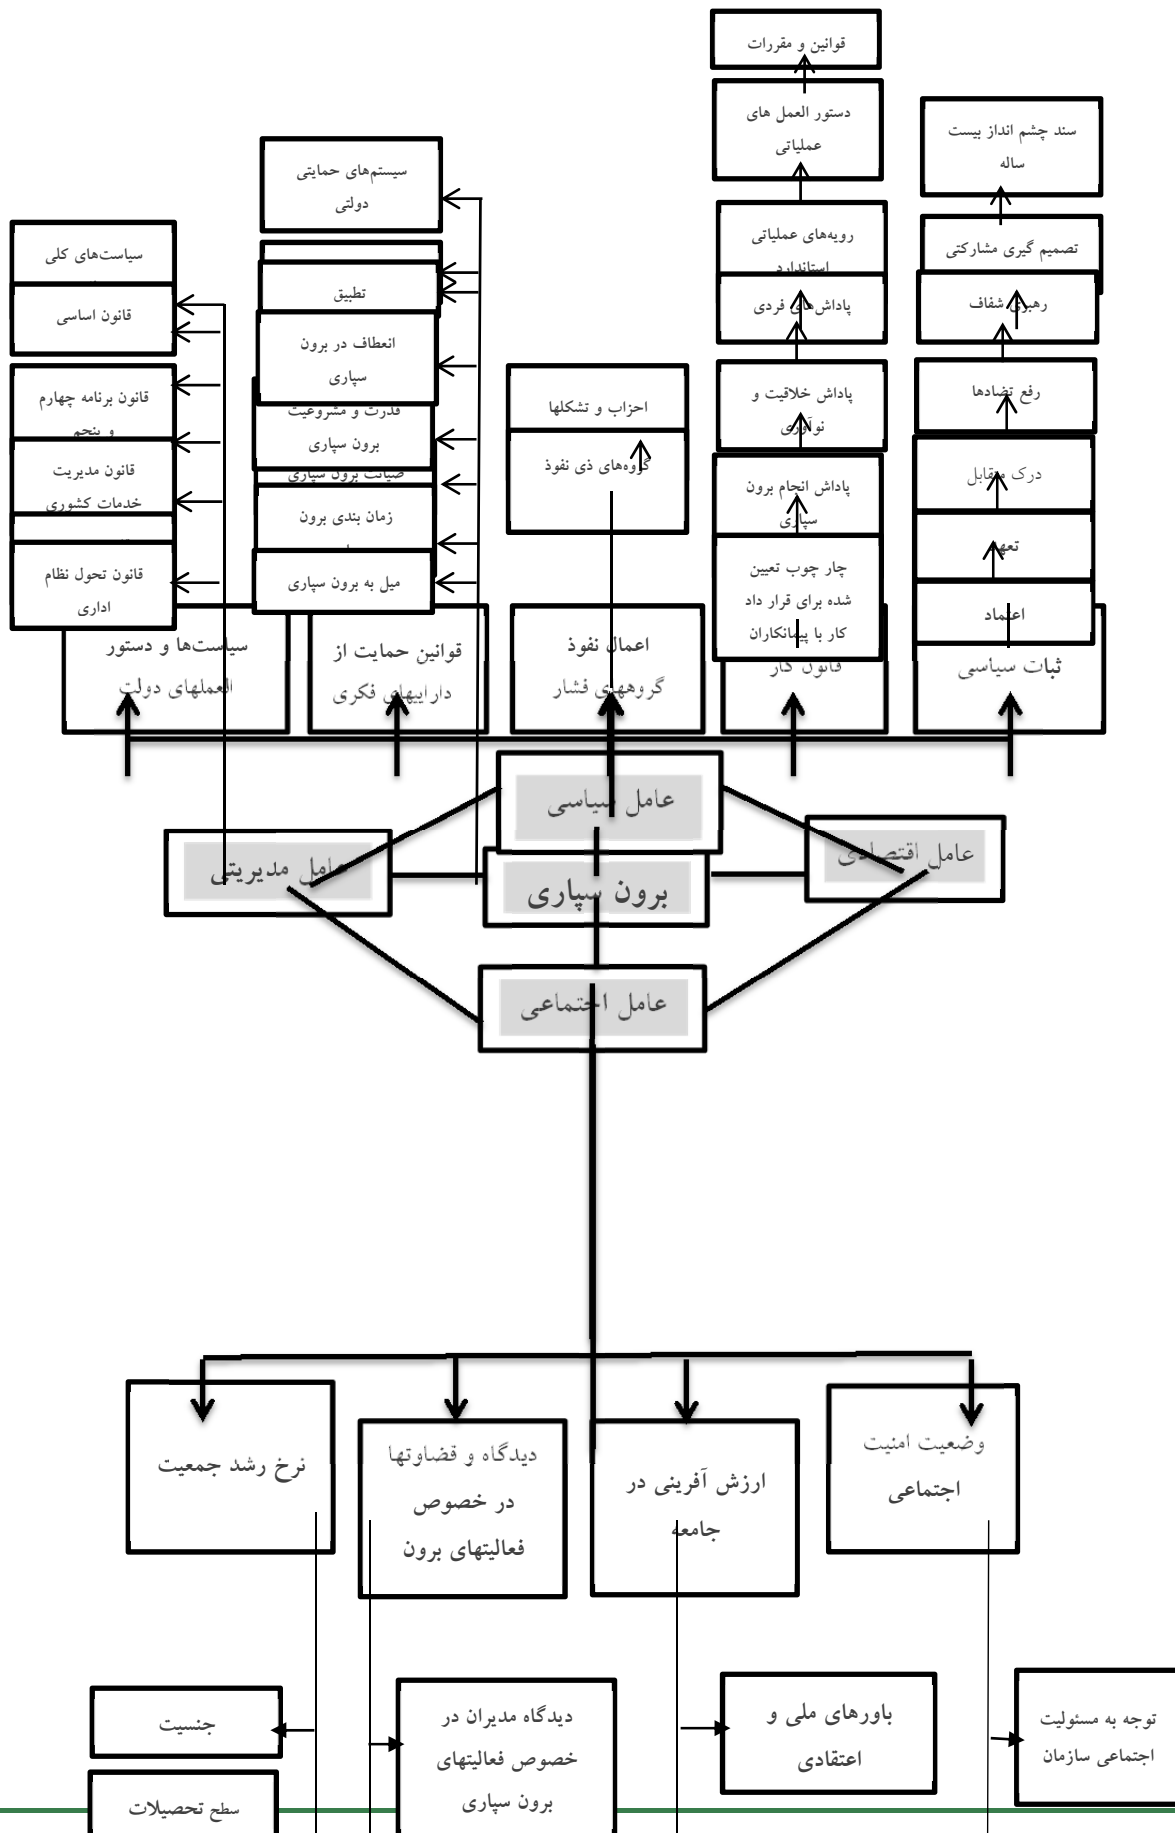 قوانین و مقررات
دستور العمل های
عملیاتی
سند چشم انداز بیست
ساله
سیستم‌های حمایتی
دولتی
رویه‌های عملیاتی
استاندارد
تصمیم گیری مشارکتی
سیاست‌های کلی
تطبیق
پاداش‌های فردی
رهبری شفاف
قانون اساسی
انعطاف در برون
سپاری
پاداش خلاقیت و
نوآوری
رفع تضادها
احزاب و تشکلها
قانون برنامه چهارم
و پنجم
قدرت و مشروعیت
برون سپاری
گروه‌های ذی نفوذ
قانون مدیریت
خدمات کشوری
صیانت برون سپاری
پاداش انجام برون
سپاری
درک متقابل
زمان بندی برون
تعهد
چار چوب تعیین
شده برای قرار داد
کار با پیمانکاران
قانون تحول نظام
اداری
میل به برون سپاری
اعتماد
سیاست‌ها و دستور
العملهای دولت
قوانین حمایت از
داراییهای فکری
اعمال نفوذ
گروههای فشار
قانون کار
ثبات سیاسی
عامل سیاسی
عامل مدیریتی
عامل اقتصادی
برون سپاری
عامل اجتماعی
نرخ رشد جمعیت
دیدگاه و قضاوتها
در خصوص
فعالیتهای برون
ارزش آفرینی در
جامعه
وضعیت امنیت
اجتماعی
جنسیت
سطح تحصیلات
دیدگاه مدیران در
خصوص فعالیتهای
برون سپاری
باورهای ملی و
اعتقادی
توجه به مسئولیت
اجتماعی سازمان